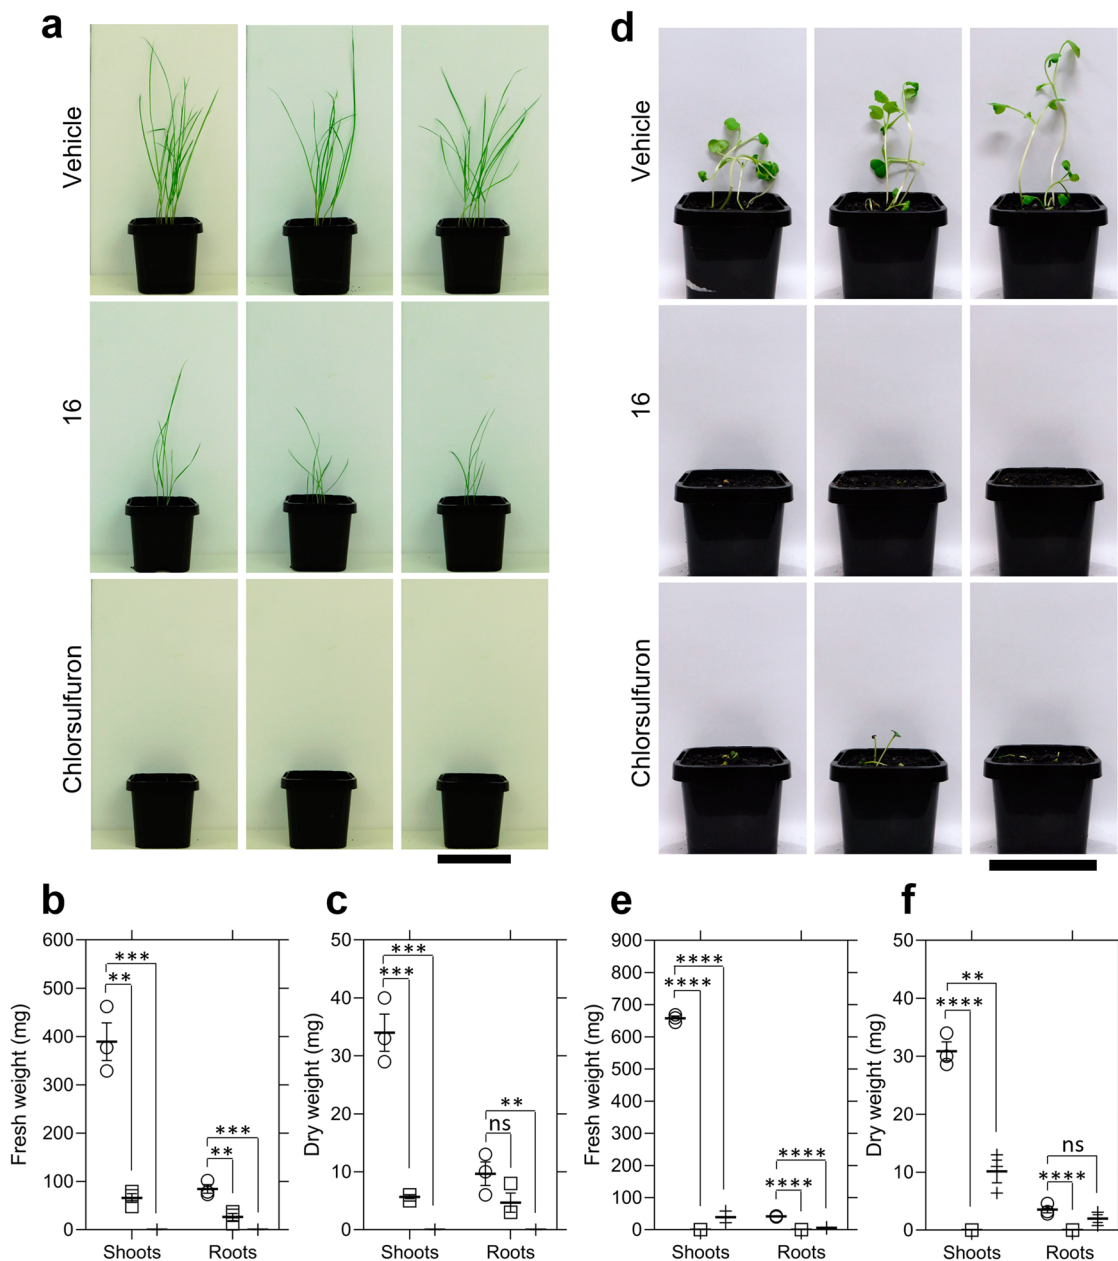 a
Vehicle
16
Chlorsulfuron
d
Vehicle
16
Chlorsulfuron
b
Fresh weight (mg)
600
500
400
300
200
100
0
***
**
***
**
Shoots
Roots
c
Dry weight (mg)
50
40
30
20
10
0
***
***
**
ns
Shoots
Roots
e
Fresh weight (mg)
900
800
700
600
500
400
300
200
100
0
****
****
****
****
Shoots
Roots
f
Dry weight (mg)
50
40
30
20
10
0
**
****
ns
****
Shoots
Roots